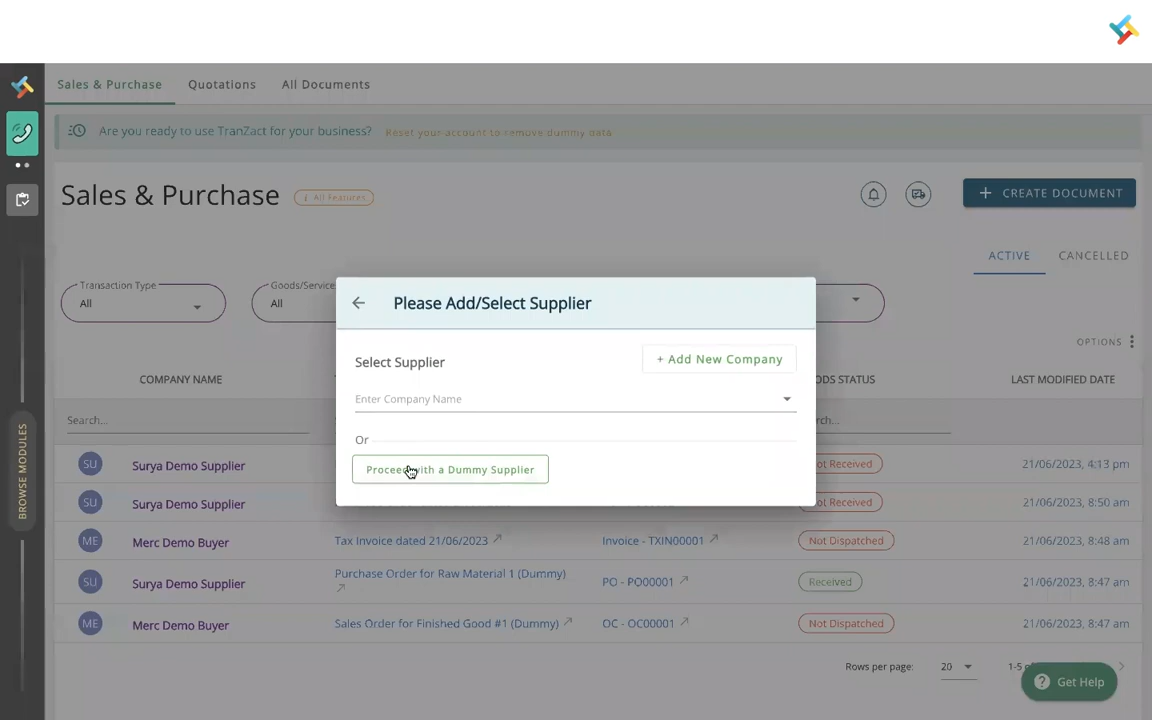 Sales & Purchase Quotations All Documents
Are you ready to use TranZact for your business? Reset your account to remove dummy data
Sales & Purchase All Features
+ CREATE DOCUMENT
ACTIVE CANCELLED
Transaction Type
All
Goods/Service
All
OPTIONS
Please Add/Select Supplier
Select Supplier + Add New Company
Enter Company Name
Or
Proceed with a Dummy Supplier
COMPANY NAME STATUS LAST MODIFIED DATE
Search...
SU Surya Demo Supplier Received 21/06/2023, 4:13 pm
SU Surya Demo Supplier Received 21/06/2023, 8:50 am
ME Merc Demo Buyer Tax Invoice dated 21/06/2023 Invoice - TXIN00001 Not Dispatched 21/06/2023, 8:48 am
SU Surya Demo Supplier Purchase Order for Raw Material 1 (Dummy) PO - PO00001 Received 21/06/2023, 8:47 am
ME Merc Demo Buyer Sales Order for Finished Good #1 (Dummy) OC - OC00001 Not Dispatched 21/06/2023, 8:47 am
Rows per page: 20
Get Help
BROWSE MODULES